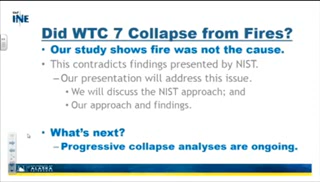 INE
Did WTC 7 Collapse from Fires?
• Our study shows fire was not the cause.
• This contradicts findings presented by NIST.
–Our presentation will address this issue.
• We will discuss the NIST approach; and
• Our approach and findings.
• What's next?
–Progressive collapse analyses are ongoing.
ALASKA